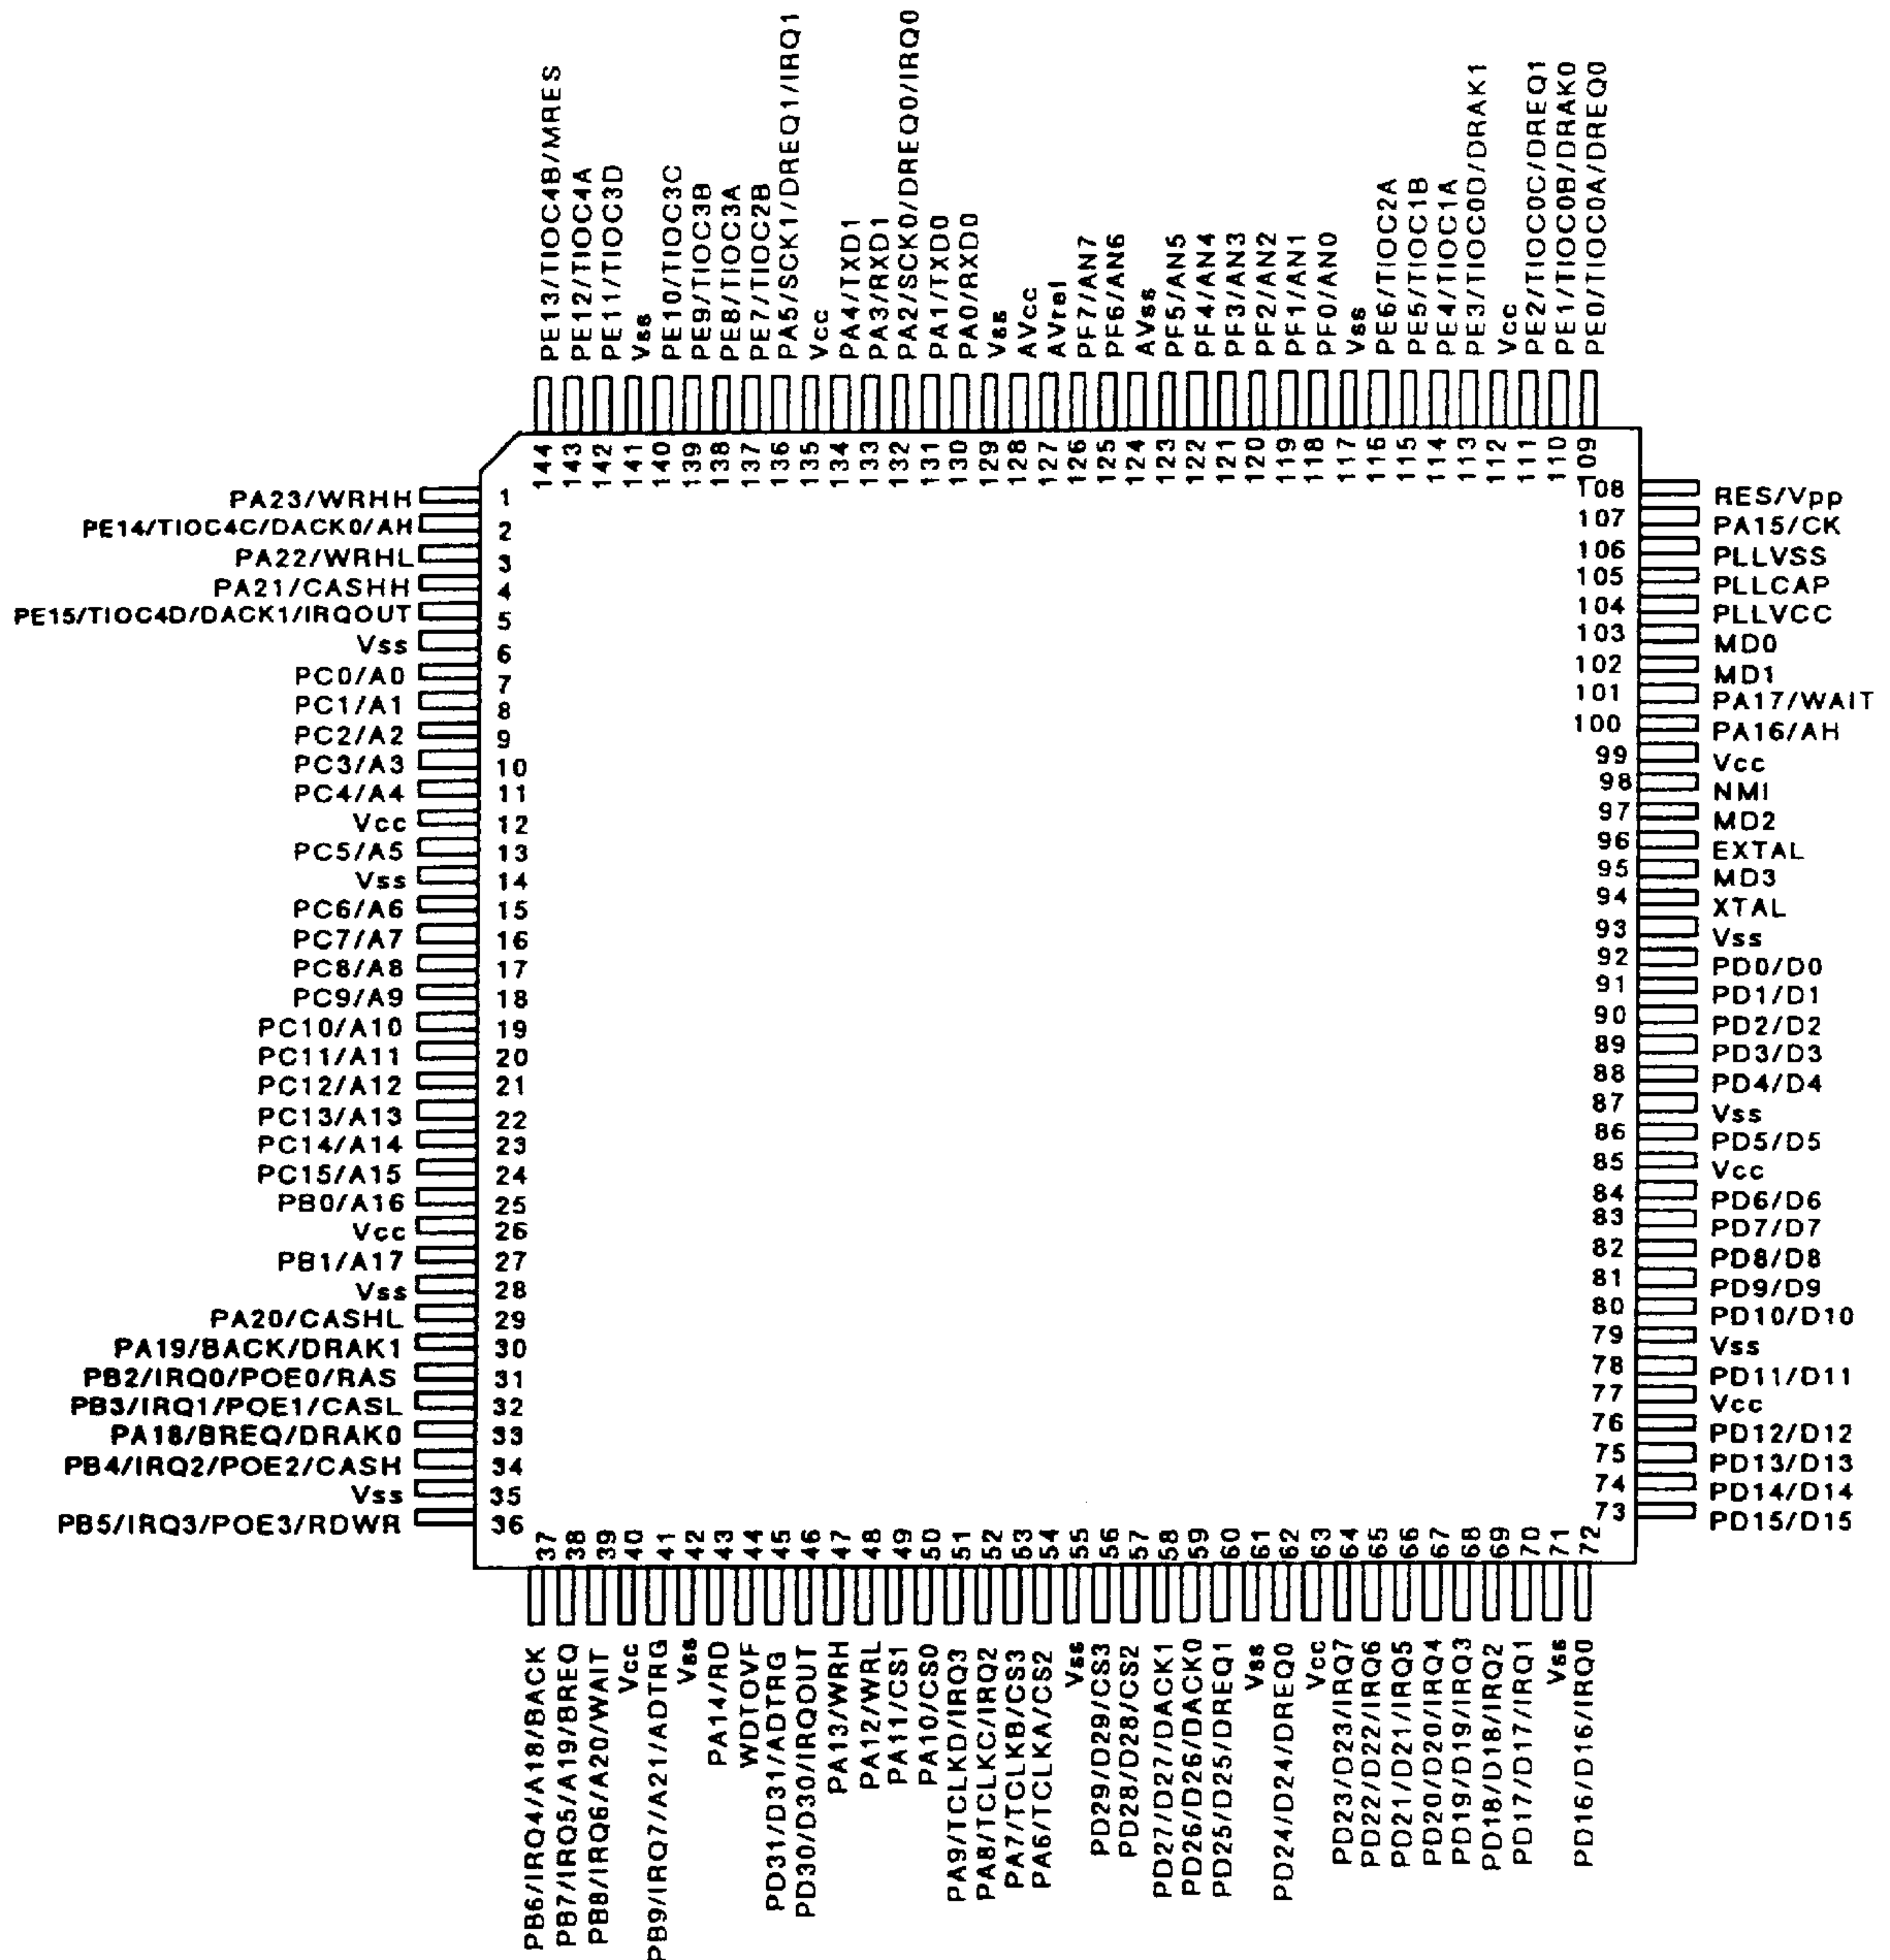 PE13/TIOC4B/MRES
PE12/TIOC4A
PE11/TIOC3D
Vss
PE10/TIOC3C
PE9/TIOC3B
PE8/TIOC3A
PE7/TIOC2B
PA5/SCK1/DREQ1/IRQ1
Vcc
PA4/TXD1
PA3/RXD1
PA2/SCK0/DREQ0/IRQ0
PA1/TXD0
PA0/RXD0
Vss
AVcc
AVref
PF7/AN7
PF6/AN6
AVss
PF5/AN5
PF4/AN4
PF3/AN3
PF2/AN2
PF1/AN1
PF0/AN0
Vss
PE6/TIOC2A
PE5/TIOC1B
PE4/TIOC1A
PE3/TIOC0D/DRAK1
Vcc
PE2/TIOC0C/DREQ1
PE1/TIOC0B/DRAK0
PE0/TIOC0A/DREQ0
144
143
142
141
140
139
138
137
136
135
134
133
132
131
130
129
128
127
126
125
124
123
122
121
120
119
118
117
116
115
114
113
112
111
110
109
PA23/WRHH 1
PE14/TIOC4C/DACK0/AH 2
PA22/WRHL 3
PA21/CASHH 4
PE15/TIOC4D/DACK1/IRQOUT 5
Vss 6
PC0/A0 7
PC1/A1 8
PC2/A2 9
PC3/A3 10
PC4/A4 11
Vcc 12
PC5/A5 13
Vss 14
PC6/A6 15
PC7/A7 16
PC8/A8 17
PC9/A9 18
PC10/A10 19
PC11/A11 20
PC12/A12 21
PC13/A13 22
PC14/A14 23
PC15/A15 24
PB0/A16 25
Vcc 26
PB1/A17 27
Vss 28
PA20/CASHL 29
PA19/BACK/DRAK1 30
PB2/IRQ0/POE0/RAS 31
PB3/IRQ1/POE1/CASL 32
PA18/BREQ/DRAK0 33
PB4/IRQ2/POE2/CASH 34
Vss 35
PB5/IRQ3/POE3/RDWR 36
108 RES/Vpp
107 PA15/CK
106 PLLVSS
105 PLLCAP
104 PLLVCC
103 MD0
102 MD1
101 PA17/WAIT
100 PA16/AH
99 Vcc
98 NMI
97 MD2
96 EXTAL
95 MD3
94 XTAL
93 Vss
92 PD0/D0
91 PD1/D1
90 PD2/D2
89 PD3/D3
88 PD4/D4
87 Vss
86 PD5/D5
85 Vcc
84 PD6/D6
83 PD7/D7
82 PD8/D8
81 PD9/D9
80 PD10/D10
79 Vss
78 PD11/D11
77 Vcc
76 PD12/D12
75 PD13/D13
74 PD14/D14
73 PD15/D15
37
38
39
40
41
42
43
44
45
46
47
48
49
50
51
52
53
54
55
56
57
58
59
60
61
62
63
64
65
66
67
68
69
70
71
72
PB6/IRQ4/A18/BACK
PB7/IRQ5/A19/BREQ
PB8/IRQ6/A20/WAIT
Vcc
PB9/IRQ7/A21/ADTRG
Vss
PA14/RD
WDTOVF
PD31/D31/ADTRG
PD30/D30/IRQOUT
PA13/WRH
PA12/WRL
PA11/CS1
PA10/CS0
PA9/TCLKD/IRQ3
PA8/TCLKC/IRQ2
PA7/TCLKB/CS3
PA6/TCLKA/CS2
Vss
PD29/D29/CS3
PD28/D28/CS2
PD27/D27/DACK1
PD26/D26/DACK0
PD25/D25/DREQ1
Vss
PD24/D24/DREQ0
Vcc
PD23/D23/IRQ7
PD22/D22/IRQ6
PD21/D21/IRQ5
PD20/D20/IRQ4
PD19/D19/IRQ3
PD18/D18/IRQ2
PD17/D17/IRQ1
Vss
PD16/D16/IRQ0